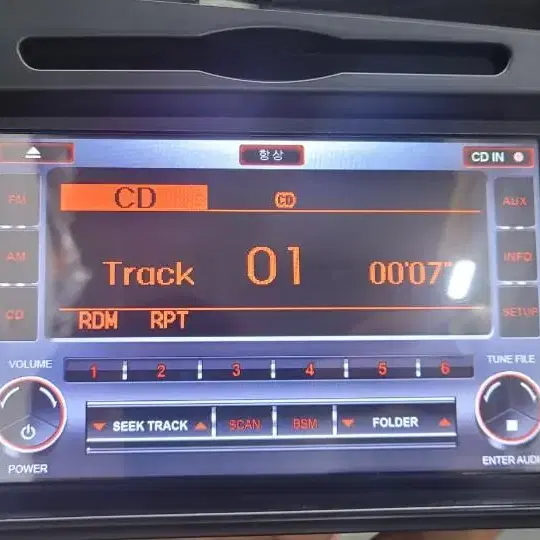 항상
CD IN
FM
CD
CD
AUX
AM
Track 01 00'07"
INFO
CD
RDM RPT
SETUP
VOLUME
1 2 3 4 5 6
TUNE FILE
SEEK TRACK SCAN BSM FOLDER
POWER
ENTER AUDI